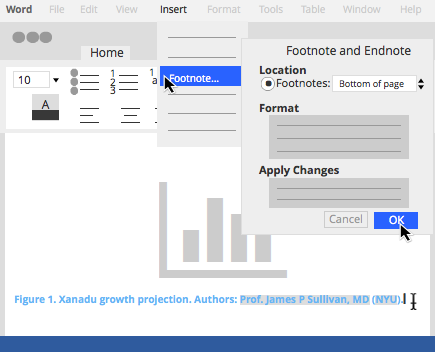 Word File Edit View Insert Format Tools Table Window Help
Home
Footnote and Endnote
Location
Footnotes: Bottom of page
10
1
2
3
1
a
Footnote...
A
Format
Apply Changes
Cancel OK
Figure 1. Xanadu growth projection. Authors: Prof. James P Sullivan, MD (NYU).